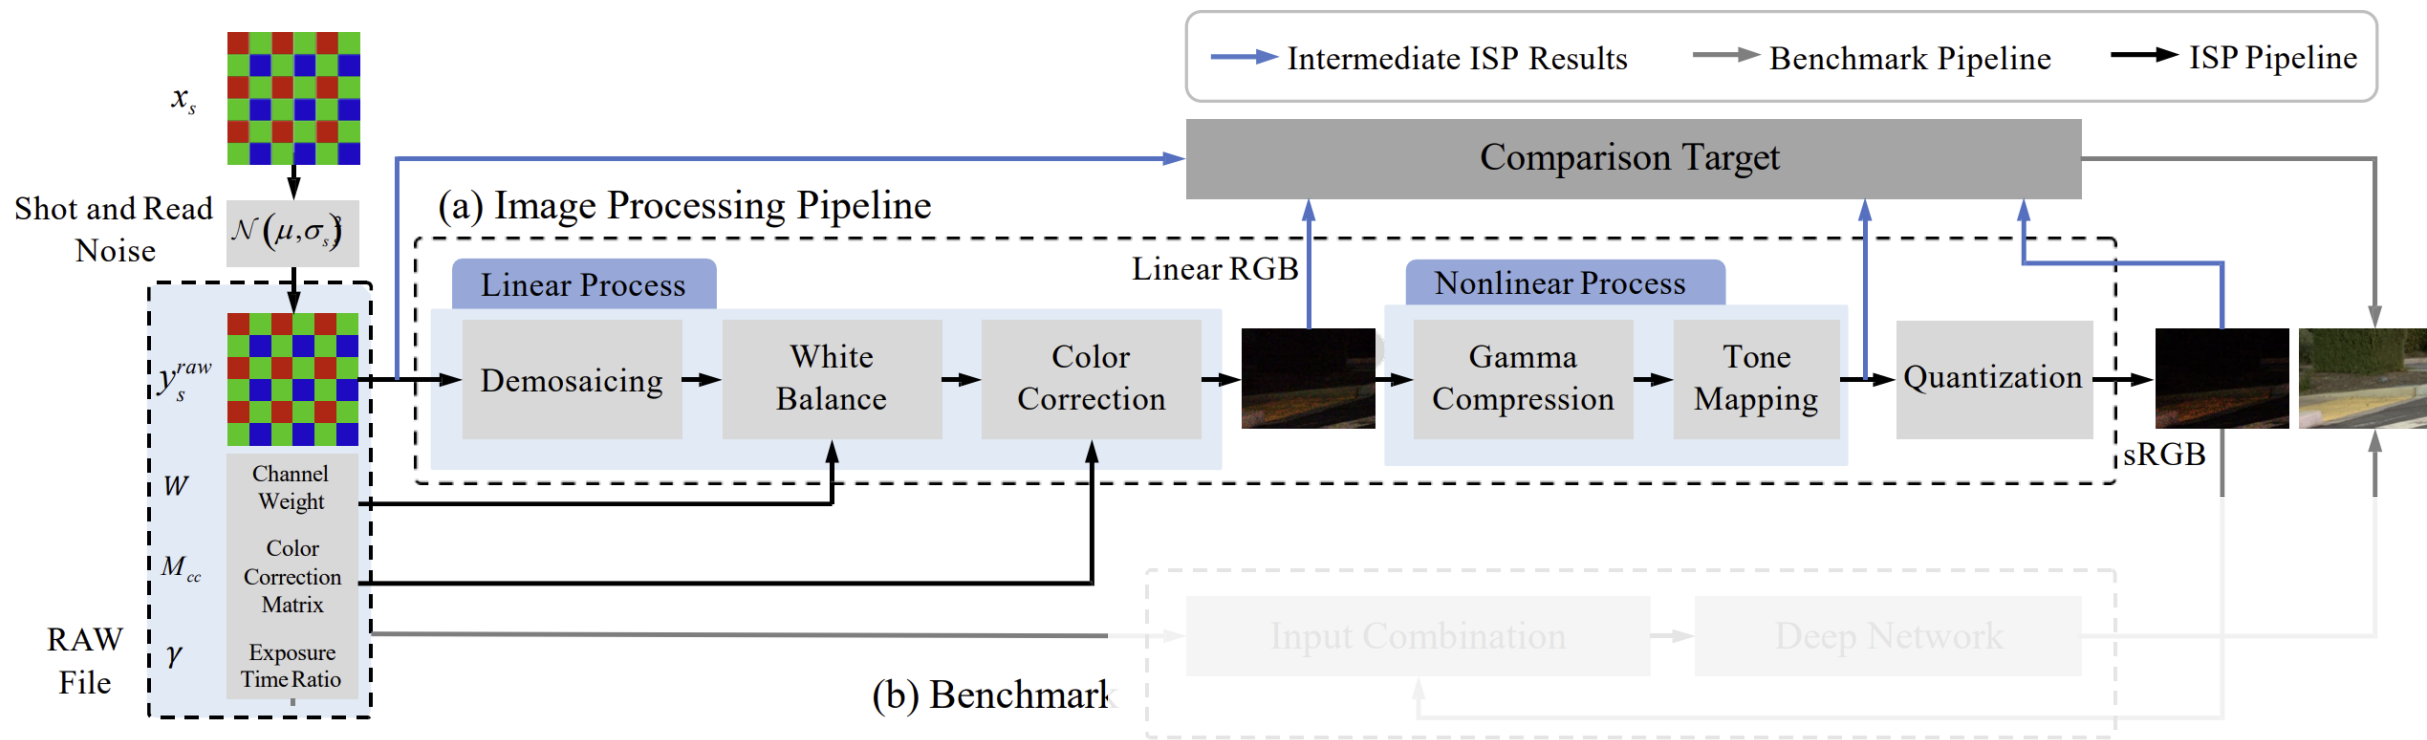 Intermediate ISP Results
Benchmark Pipeline
ISP Pipeline
x_s
Comparison Target
Shot and Read
Noise
𝒩(μ,σ_s)
(a) Image Processing Pipeline
Linear Process
Linear RGB
Nonlinear Process
y_s^raw
Demosaicing
White
Balance
Color
Correction
Gamma
Compression
Tone
Mapping
Quantization
sRGB
W
Channel
Weight
M_cc
Color
Correction
Matrix
RAW
File
γ
Exposure
Time Ratio
Input Combination
Deep Network
(b) Benchmark